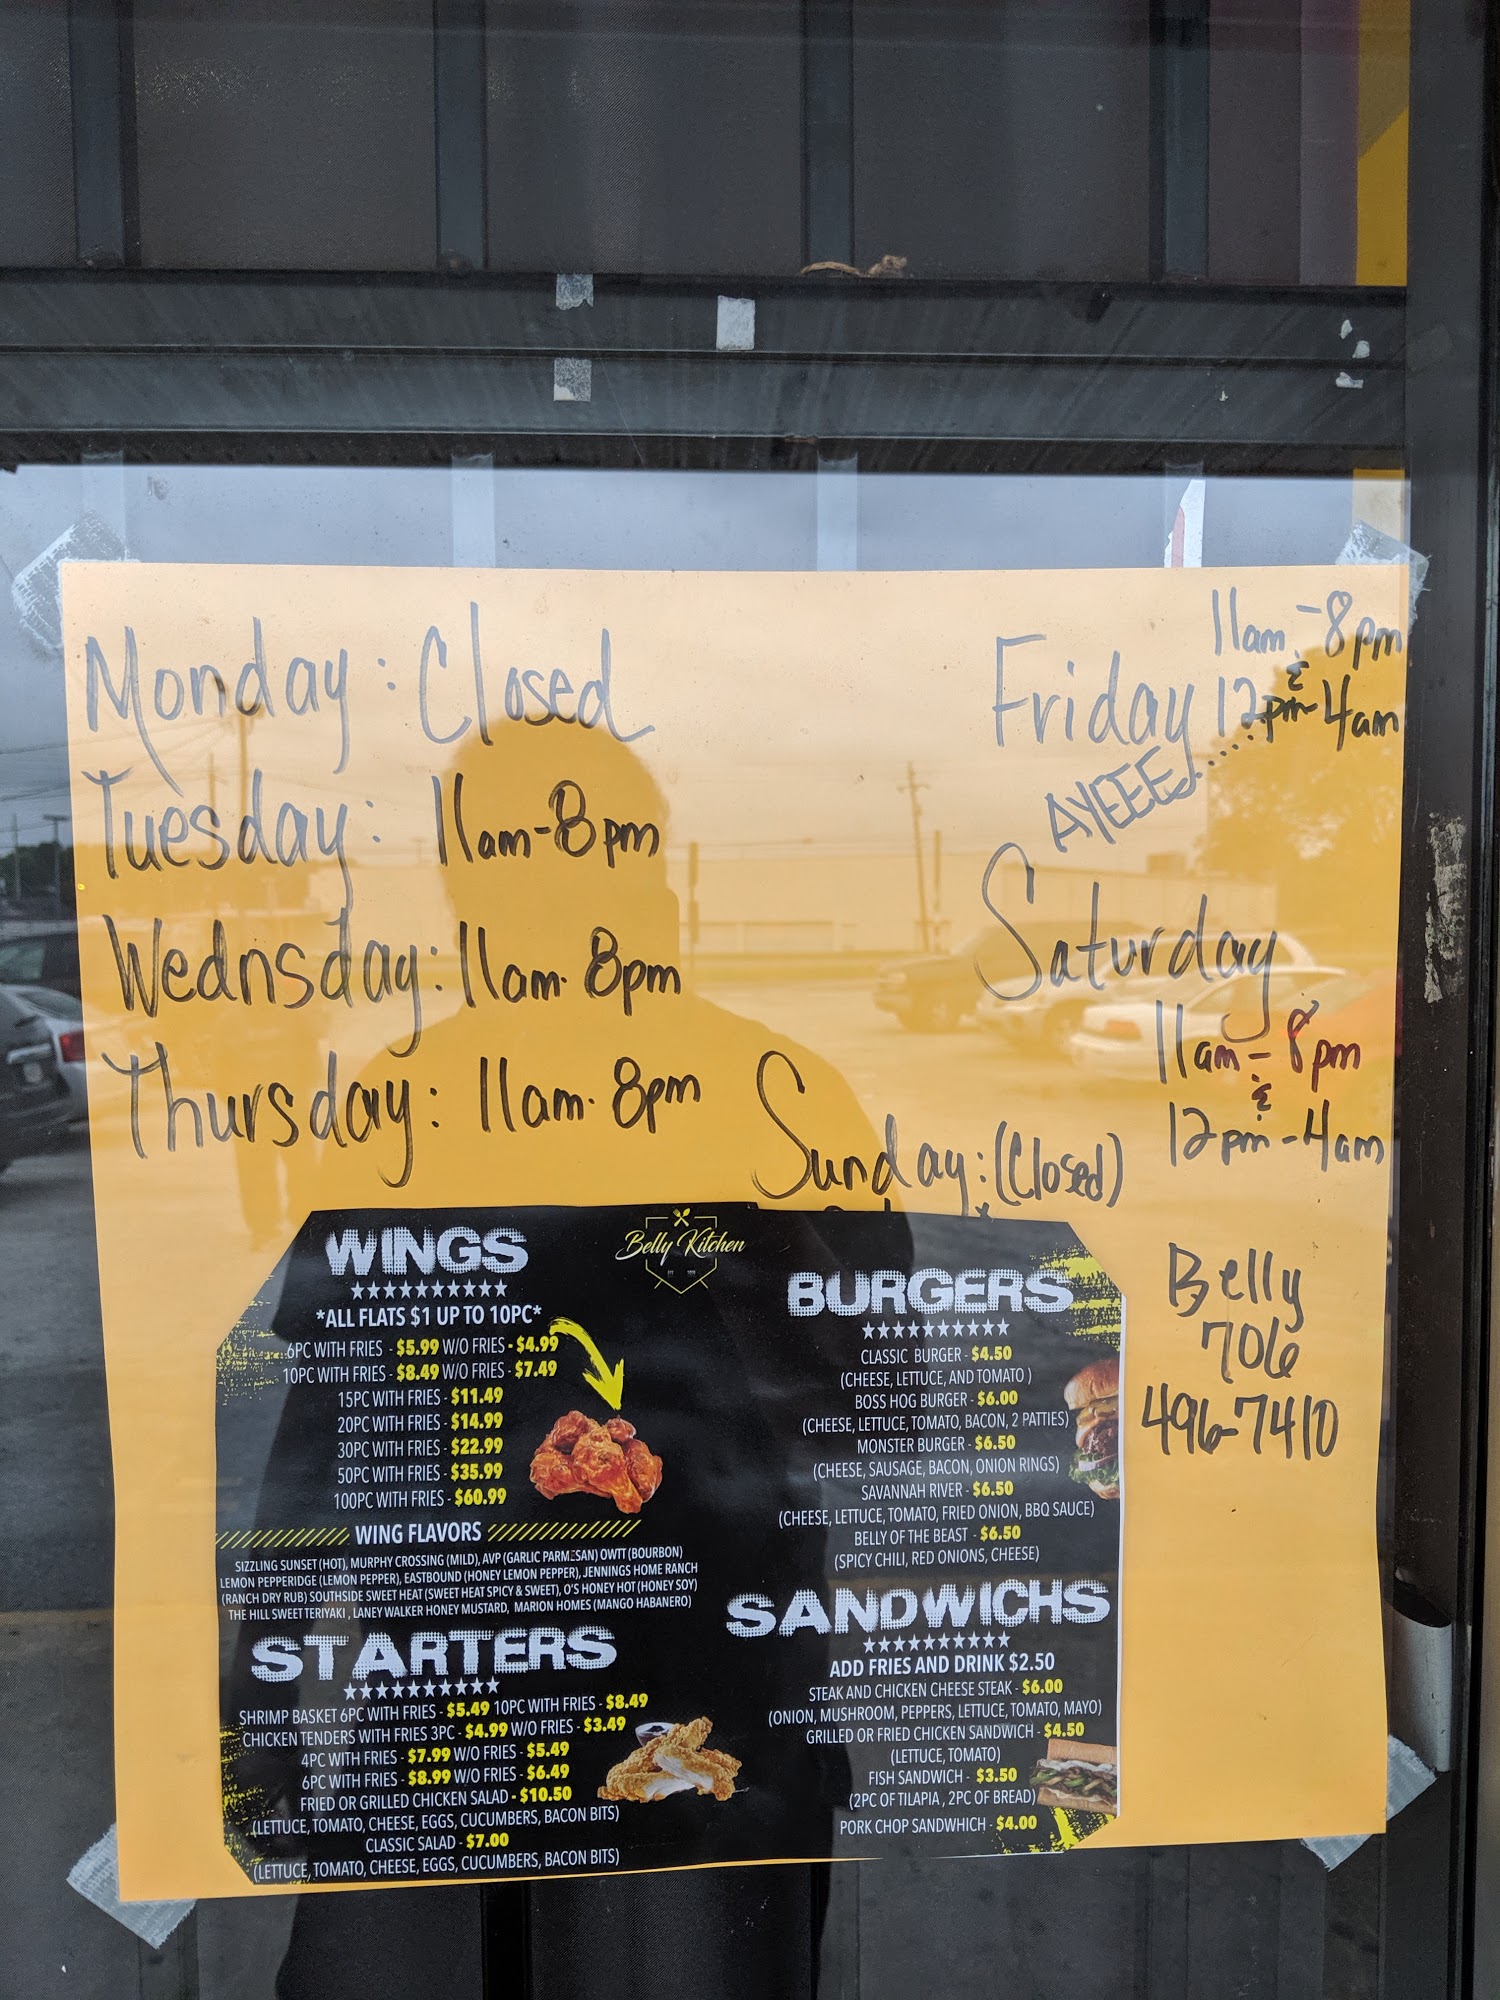 Monday: Closed
Tuesday: 11am-8pm
Wednsday: 11am-8pm
Thursday: 11am-8pm
Friday 11am-8pm
&
12pm-4am
AYEEE!.....
Saturday
11am-8pm
&
12pm-4am
Sunday: (Closed)
Belly
706
496-7410
Belly Kitchen
WINGS
*ALL FLATS $1 UP TO 10PC*
6PC WITH FRIES - $5.99 W/O FRIES - $4.99
10PC WITH FRIES - $8.49 W/O FRIES - $7.49
15PC WITH FRIES - $11.49
20PC WITH FRIES - $14.99
30PC WITH FRIES - $22.99
50PC WITH FRIES - $35.99
100PC WITH FRIES - $60.99
WING FLAVORS
SIZZLING SUNSET (HOT), MURPHY CROSSING (MILD), AVP (GARLIC PARMESAN) OWTT (BOURBON)
LEMON PEPPERIDGE (LEMON PEPPER), EASTBOUND (HONEY LEMON PEPPER), JENNINGS HOME RANCH
(RANCH DRY RUB) SOUTHSIDE SWEET HEAT (SWEET HEAT SPICY & SWEET), O'S HONEY HOT (HONEY SOY)
THE HILL SWEET TERIYAKI, LANEY WALKER HONEY MUSTARD, MARION HOMES (MANGO HABANERO)
STARTERS
SHRIMP BASKET 6PC WITH FRIES - $5.49 10PC WITH FRIES - $8.49
CHICKEN TENDERS WITH FRIES 3PC - $4.99 W/O FRIES - $3.49
4PC WITH FRIES - $7.99 W/O FRIES - $5.49
6PC WITH FRIES - $8.99 W/O FRIES - $6.49
FRIED OR GRILLED CHICKEN SALAD - $10.50
(LETTUCE, TOMATO, CHEESE, EGGS, CUCUMBERS, BACON BITS)
CLASSIC SALAD - $7.00
(LETTUCE, TOMATO, CHEESE, EGGS, CUCUMBERS, BACON BITS)
BURGERS
CLASSIC BURGER - $4.50
(CHEESE, LETTUCE, AND TOMATO )
BOSS HOG BURGER - $6.00
(CHEESE, LETTUCE, TOMATO, BACON, 2 PATTIES)
MONSTER BURGER - $6.50
(CHEESE, SAUSAGE, BACON, ONION RINGS)
SAVANNAH RIVER - $6.50
(CHEESE, LETTUCE, TOMATO, FRIED ONION, BBQ SAUCE)
BELLY OF THE BEAST - $6.50
(SPICY CHILI, RED ONIONS, CHEESE)
SANDWICHS
ADD FRIES AND DRINK $2.50
STEAK AND CHICKEN CHEESE STEAK - $6.00
(ONION, MUSHROOM, PEPPERS, LETTUCE, TOMATO, MAYO)
GRILLED OR FRIED CHICKEN SANDWICH - $4.50
(LETTUCE, TOMATO)
FISH SANDWICH - $3.50
(2PC OF TILAPIA , 2PC OF BREAD)
PORK CHOP SANDWHICH - $4.00